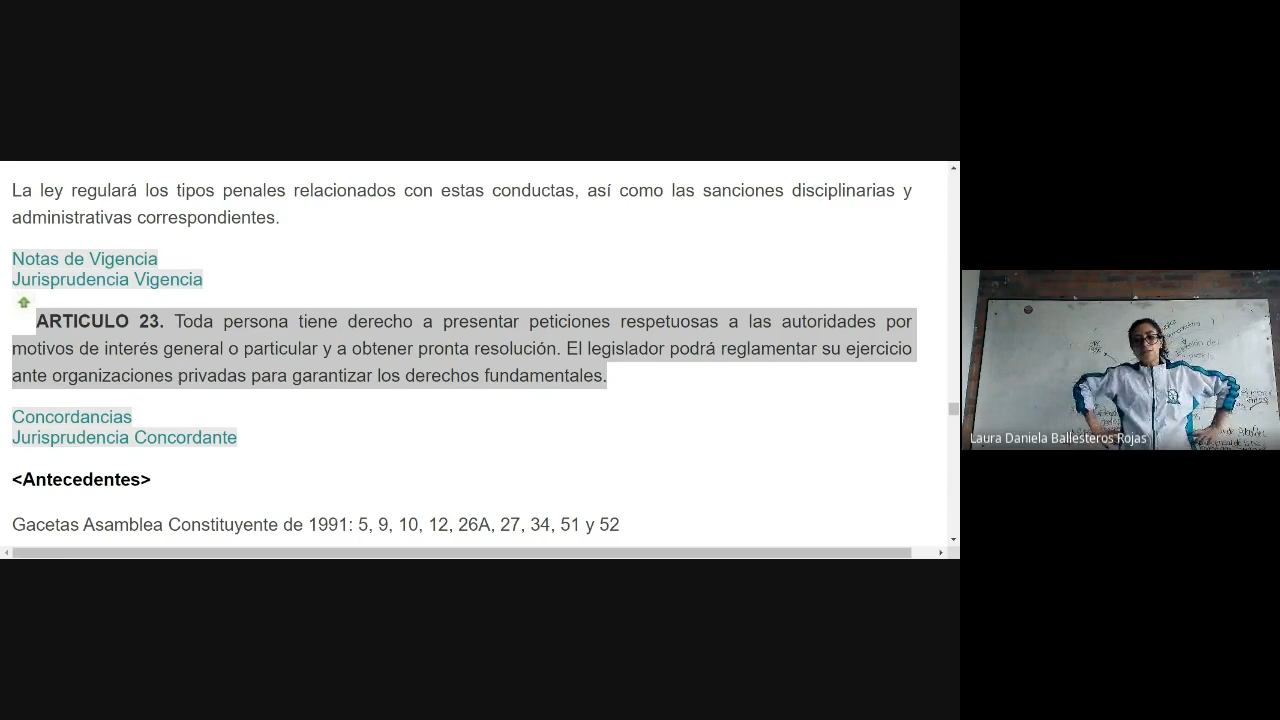 La ley regulará los tipos penales relacionados con estas conductas, así como las sanciones disciplinarias y
administrativas correspondientes.
Notas de Vigencia
Jurisprudencia Vigencia
ARTICULO 23. Toda persona tiene derecho a presentar peticiones respetuosas a las autoridades por
motivos de interés general o particular y a obtener pronta resolución. El legislador podrá reglamentar su ejercicio
ante organizaciones privadas para garantizar los derechos fundamentales.
Concordancias
Jurisprudencia Concordante
<Antecedentes>
Gacetas Asamblea Constituyente de 1991: 5, 9, 10, 12, 26A, 27, 34, 51 y 52
Laura Daniela Ballesteros Rojas